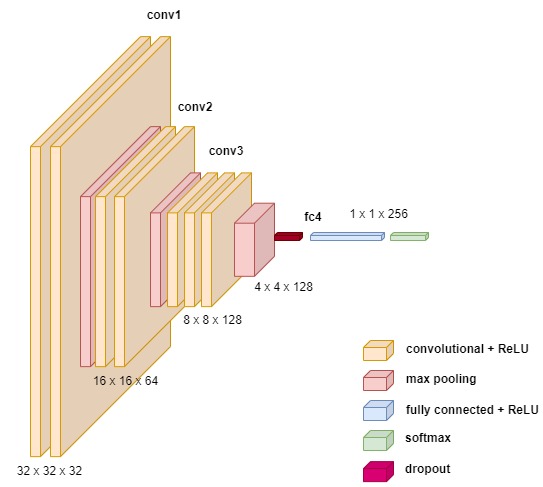 conv1
conv2
conv3
fc4
1 x 1 x 256
4 x 4 x 128
8 x 8 x 128
16 x 16 x 64
32 x 32 x 32
convolutional + ReLU
max pooling
fully connected + ReLU
softmax
dropout